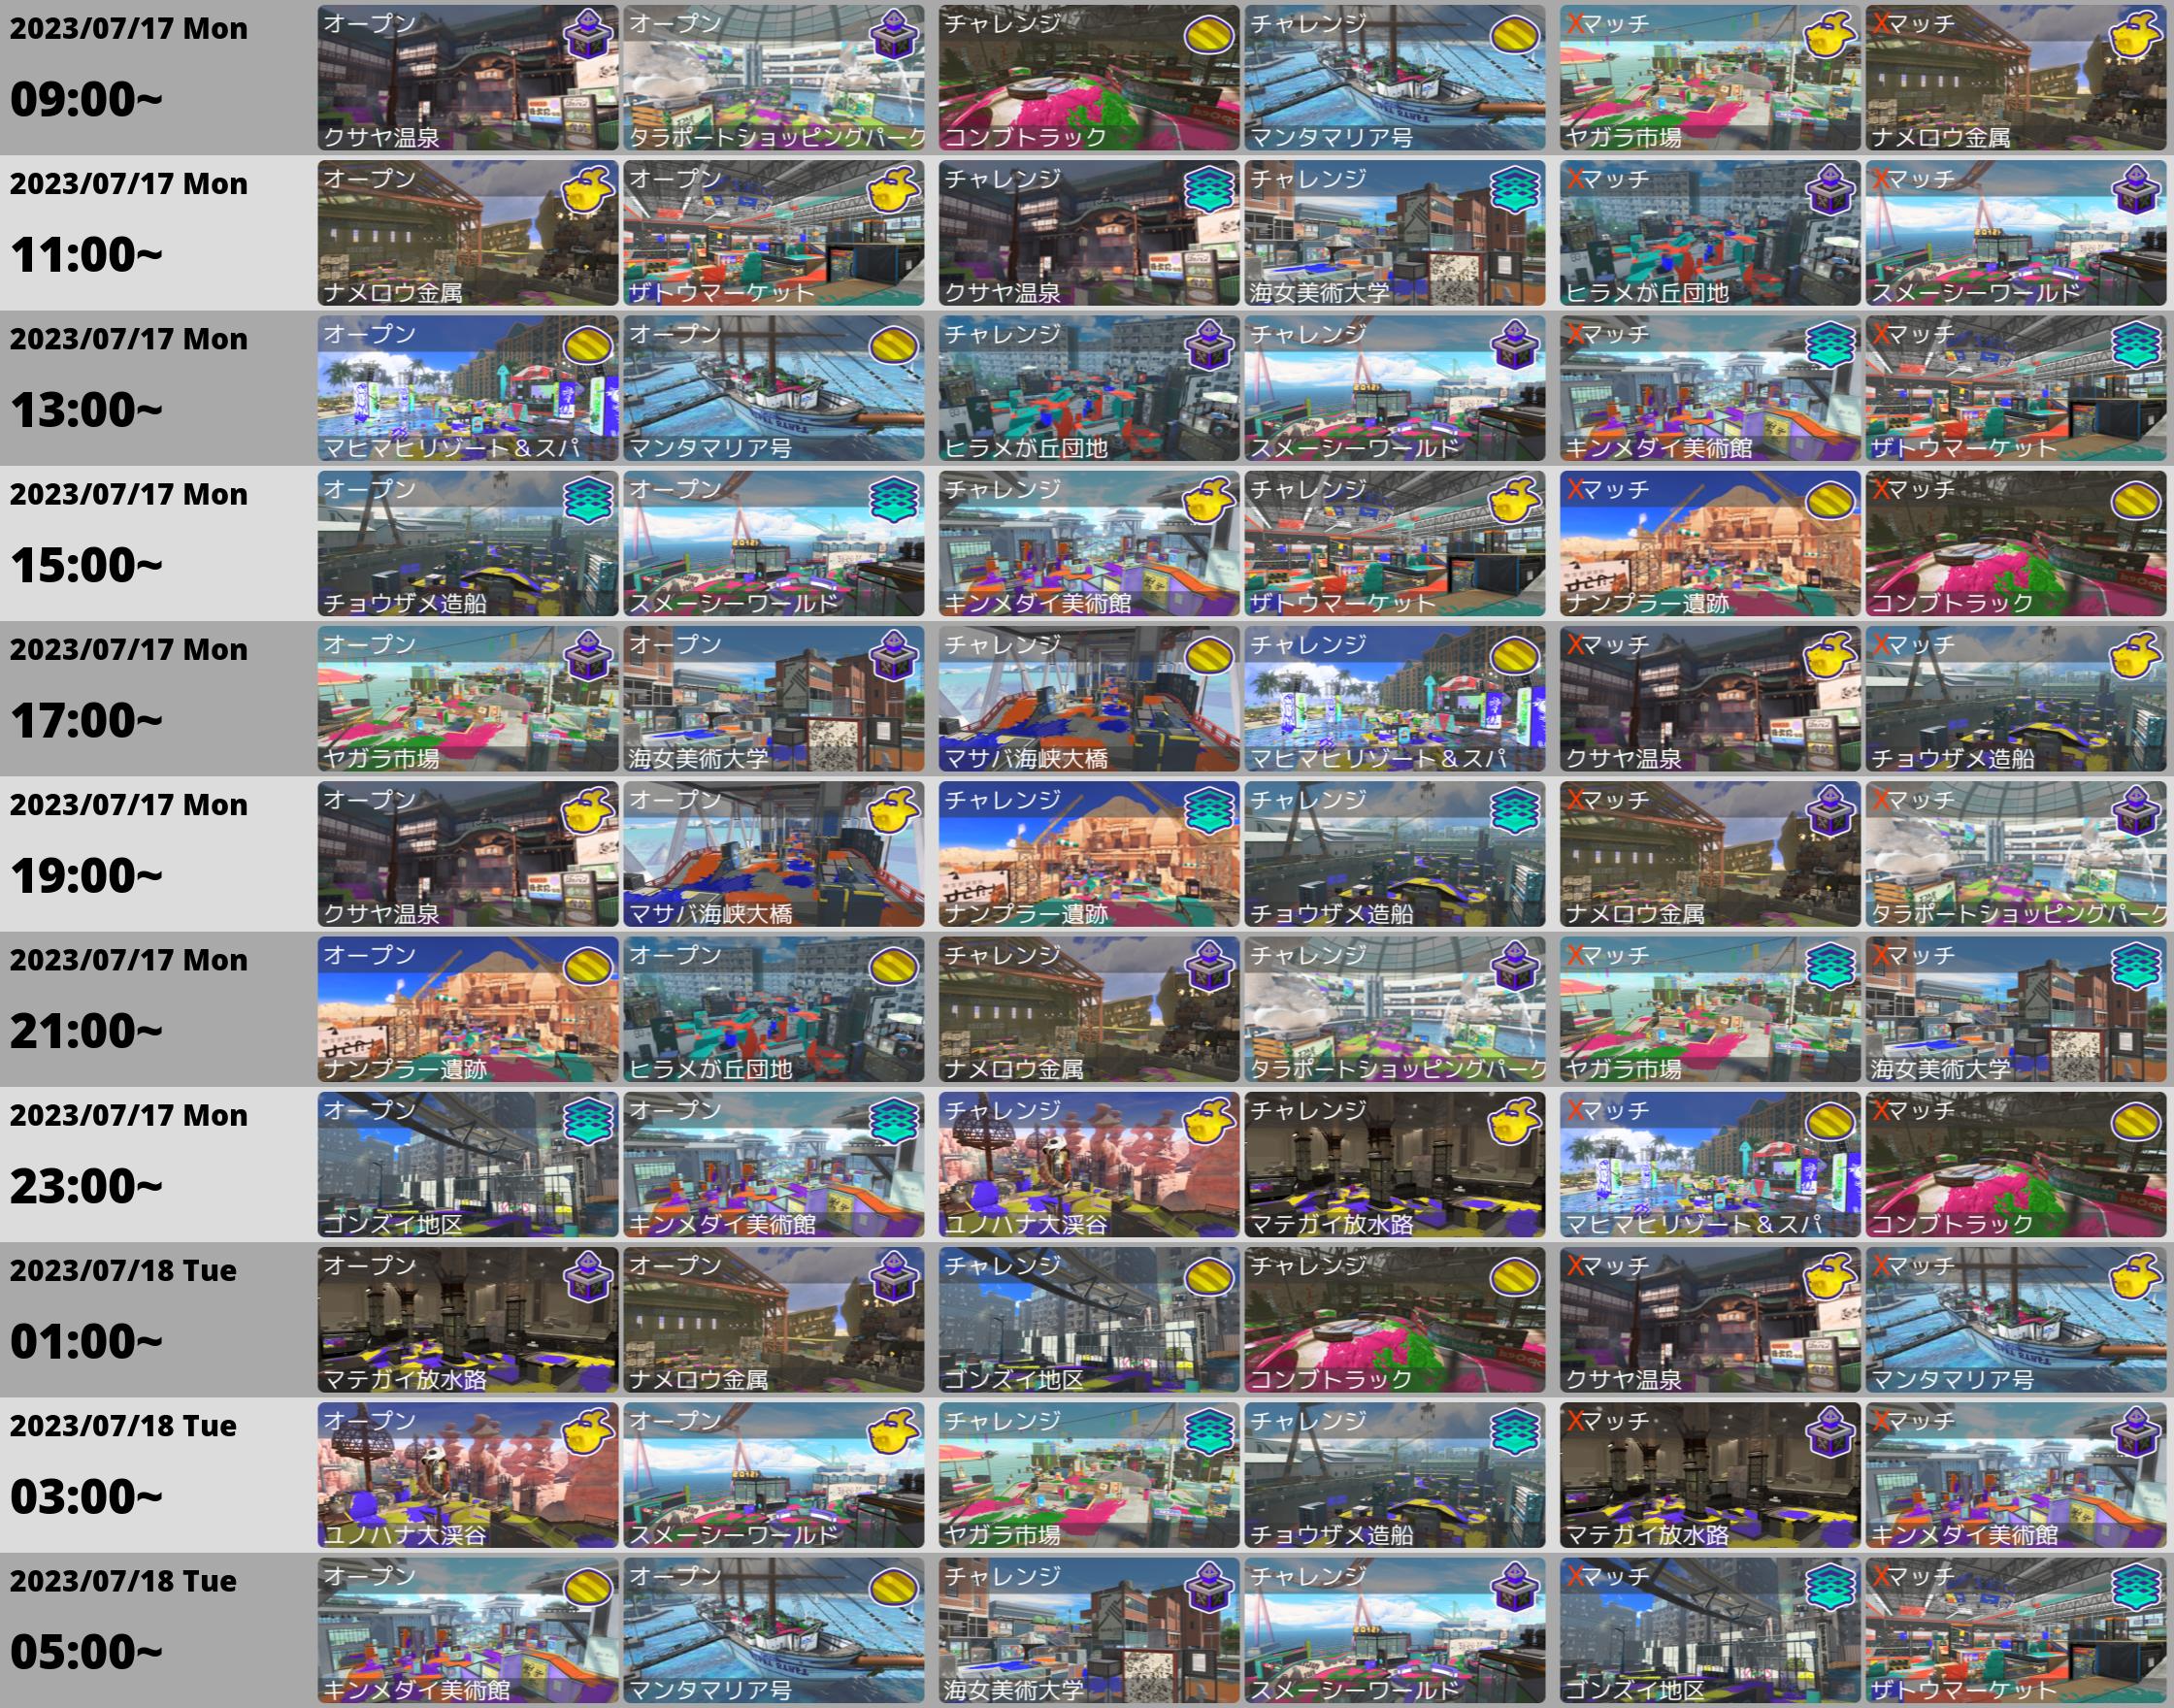 2023/07/17 Mon
09:00~
オープン オープン チャレンジ チャレンジ Xマッチ Xマッチ
クサヤ温泉 タラポートショッピングパーク コンブトラック マンタマリア号 ヤガラ市場 ナメロウ金属
2023/07/17 Mon
11:00~
オープン オープン チャレンジ チャレンジ Xマッチ Xマッチ
ナメロウ金属 ザトウマーケット クサヤ温泉 海女美術大学 ヒラメが丘団地 スメーシーワールド
2023/07/17 Mon
13:00~
オープン オープン チャレンジ チャレンジ Xマッチ Xマッチ
マヒマヒリゾート＆スパ マンタマリア号 ヒラメが丘団地 スメーシーワールド キンメダイ美術館 ザトウマーケット
2023/07/17 Mon
15:00~
オープン オープン チャレンジ チャレンジ Xマッチ Xマッチ
チョウザメ造船 スメーシーワールド キンメダイ美術館 ザトウマーケット ナンプラー遺跡 コンブトラック
2023/07/17 Mon
17:00~
オープン オープン チャレンジ チャレンジ Xマッチ Xマッチ
ヤガラ市場 海女美術大学 マサバ海峡大橋 マヒマヒリゾート＆スパ クサヤ温泉 チョウザメ造船
2023/07/17 Mon
19:00~
オープン オープン チャレンジ チャレンジ Xマッチ Xマッチ
クサヤ温泉 マサバ海峡大橋 ナンプラー遺跡 チョウザメ造船 ナメロウ金属 タラポートショッピングパーク
2023/07/17 Mon
21:00~
オープン オープン チャレンジ チャレンジ Xマッチ Xマッチ
ナンプラー遺跡 ヒラメが丘団地 ナメロウ金属 タラポートショッピングパーク ヤガラ市場 海女美術大学
2023/07/17 Mon
23:00~
オープン オープン チャレンジ チャレンジ Xマッチ Xマッチ
ゴンズイ地区 キンメダイ美術館 ユノハナ大渓谷 マテガイ放水路 マヒマヒリゾート＆スパ コンブトラック
2023/07/18 Tue
01:00~
オープン オープン チャレンジ チャレンジ Xマッチ Xマッチ
マテガイ放水路 ナメロウ金属 ゴンズイ地区 コンブトラック クサヤ温泉 マンタマリア号
2023/07/18 Tue
03:00~
オープン オープン チャレンジ チャレンジ Xマッチ Xマッチ
ユノハナ大渓谷 スメーシーワールド ヤガラ市場 チョウザメ造船 マテガイ放水路 キンメダイ美術館
2023/07/18 Tue
05:00~
オープン オープン チャレンジ チャレンジ Xマッチ Xマッチ
キンメダイ美術館 マンタマリア号 海女美術大学 スメーシーワールド ゴンズイ地区 ザトウマーケット